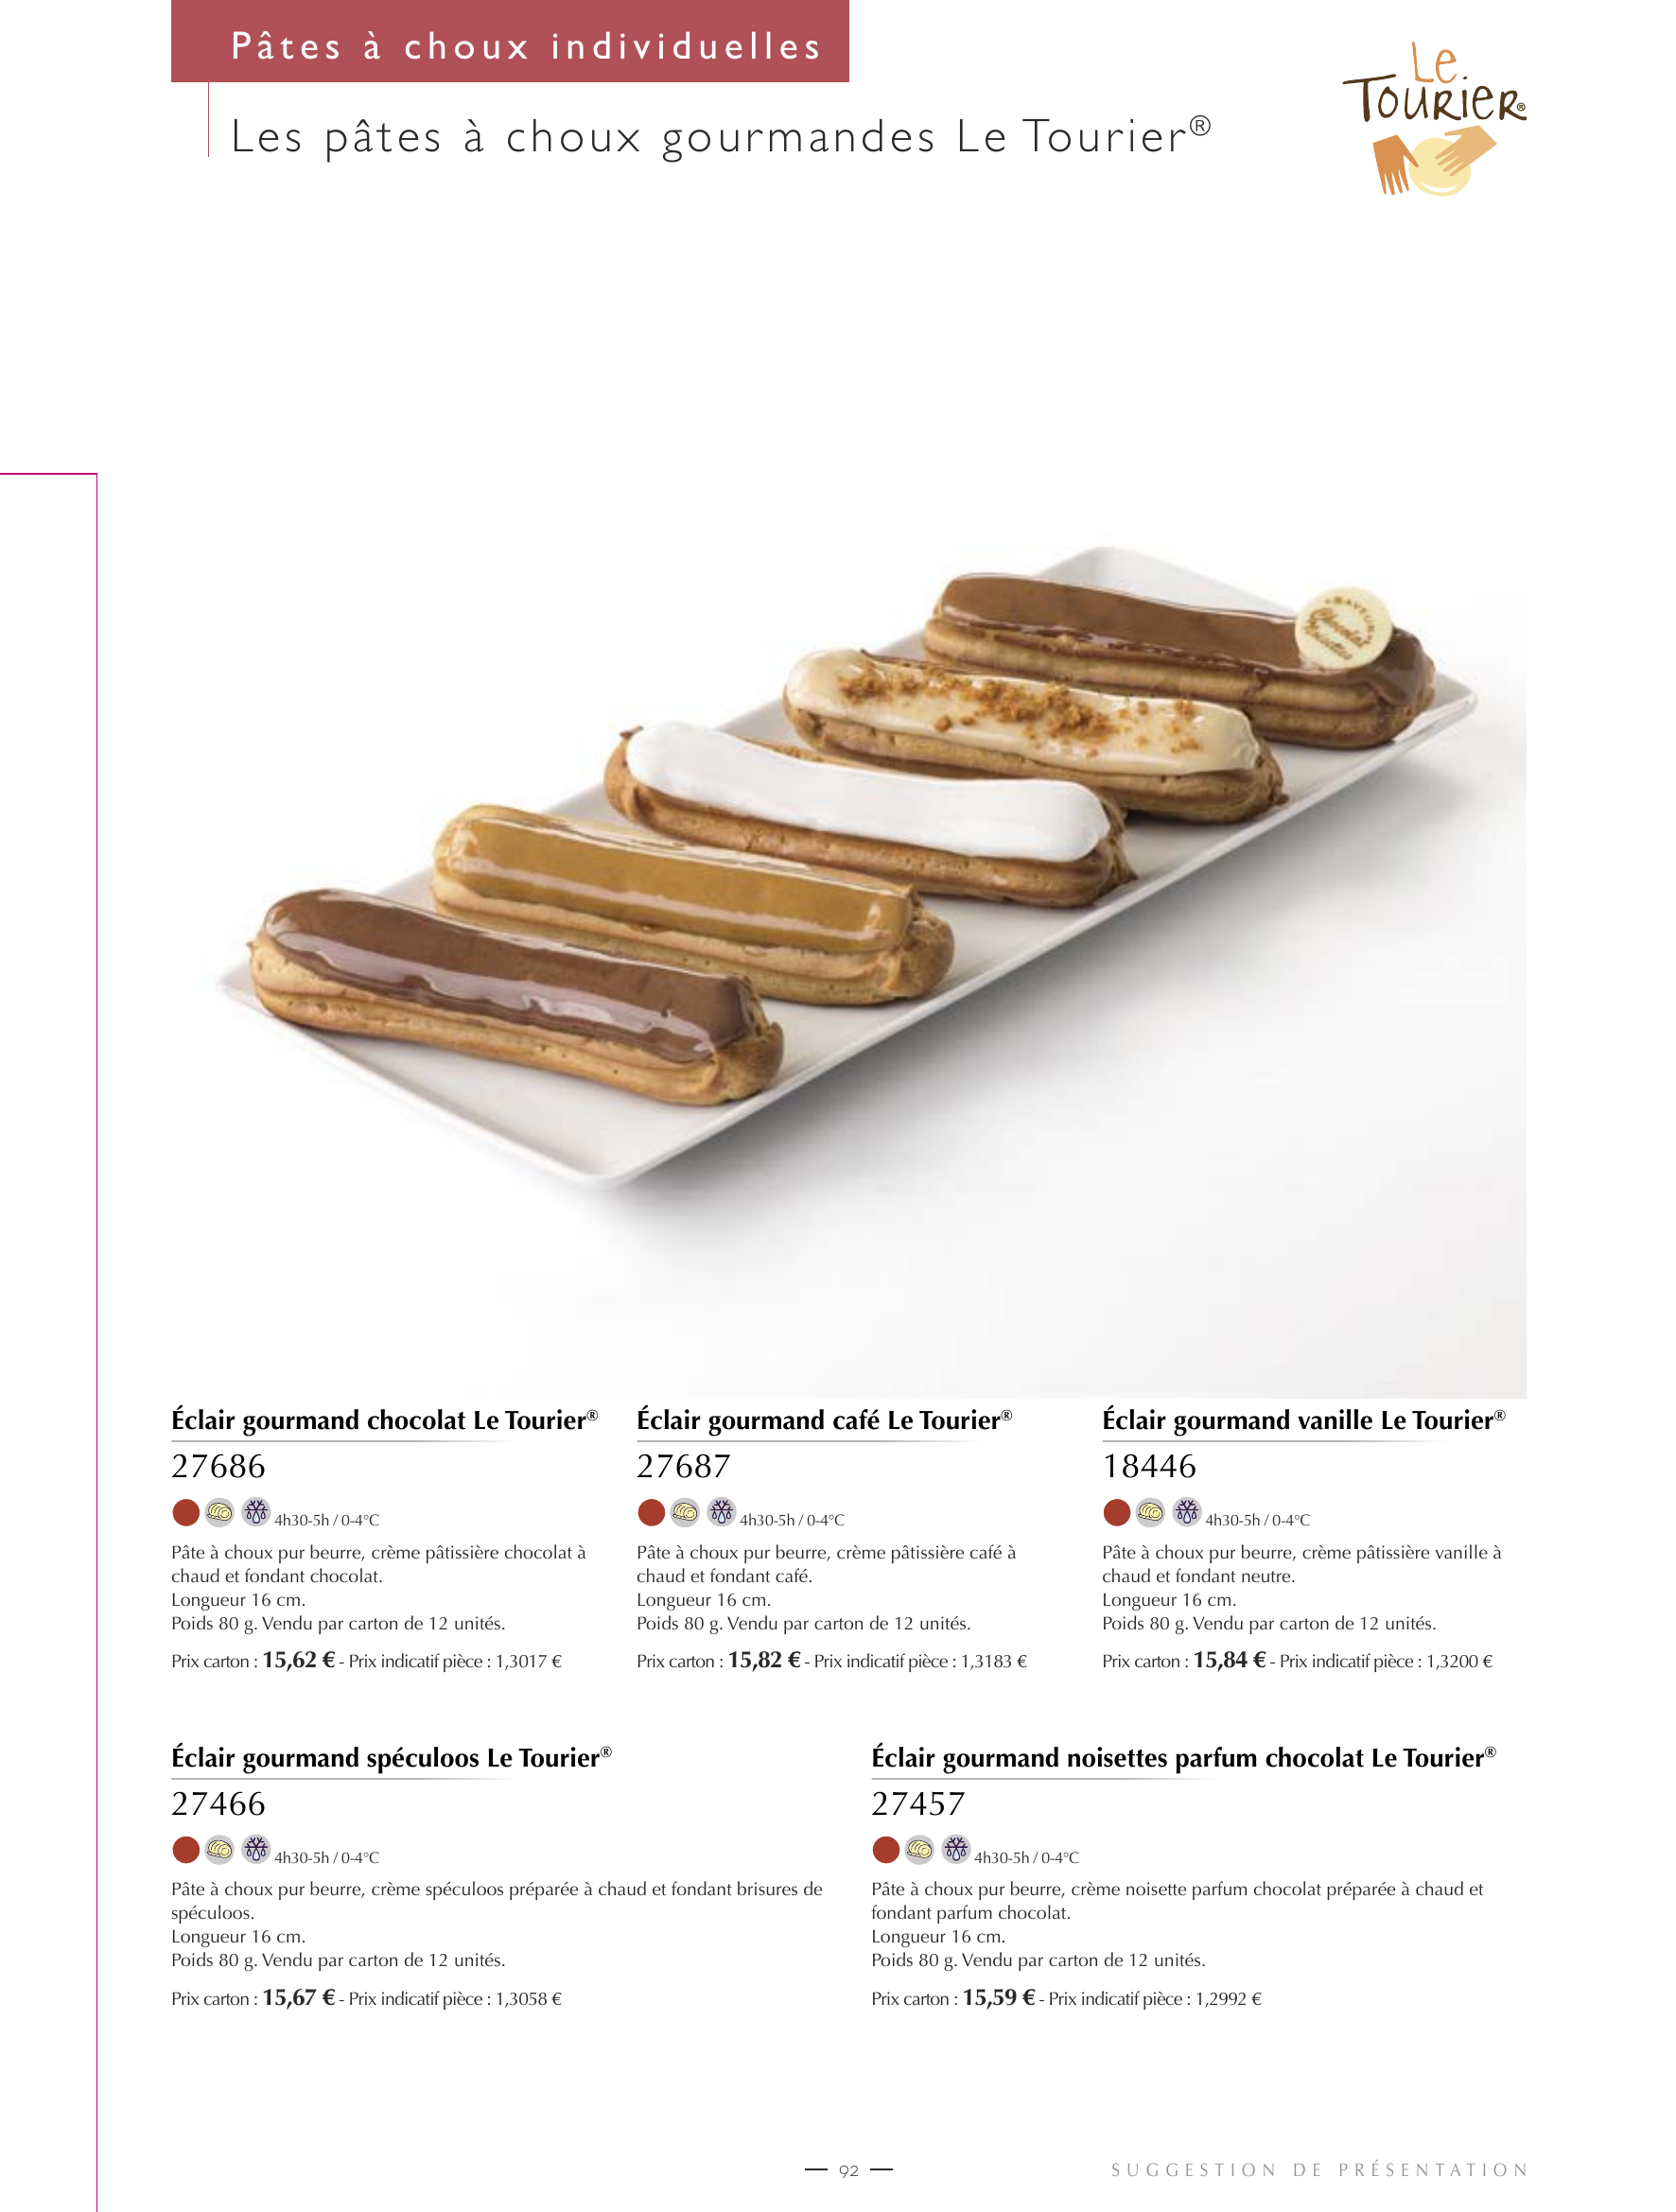 Pâtes à choux individuelles
Les pâtes à choux gourmandes Le Tourier®
Le
Tourier®
Chocolat
Éclair gourmand chocolat Le Tourier®
27686
4h30-5h / 0-4°C
Pâte à choux pur beurre, crème pâtissière chocolat à
chaud et fondant chocolat.
Longueur 16 cm.
Poids 80 g. Vendu par carton de 12 unités.
Prix carton : 15,62 € - Prix indicatif pièce : 1,3017 €
Éclair gourmand café Le Tourier®
27687
4h30-5h / 0-4°C
Pâte à choux pur beurre, crème pâtissière café à
chaud et fondant café.
Longueur 16 cm.
Poids 80 g. Vendu par carton de 12 unités.
Prix carton : 15,82 € - Prix indicatif pièce : 1,3183 €
Éclair gourmand vanille Le Tourier®
18446
4h30-5h / 0-4°C
Pâte à choux pur beurre, crème pâtissière vanille à
chaud et fondant neutre.
Longueur 16 cm.
Poids 80 g. Vendu par carton de 12 unités.
Prix carton : 15,84 € - Prix indicatif pièce : 1,3200 €
Éclair gourmand spéculoos Le Tourier®
27466
4h30-5h / 0-4°C
Pâte à choux pur beurre, crème spéculoos préparée à chaud et fondant brisures de
spéculoos.
Longueur 16 cm.
Poids 80 g. Vendu par carton de 12 unités.
Prix carton : 15,67 € - Prix indicatif pièce : 1,3058 €
Éclair gourmand noisettes parfum chocolat Le Tourier®
27457
4h30-5h / 0-4°C
Pâte à choux pur beurre, crème noisette parfum chocolat préparée à chaud et
fondant parfum chocolat.
Longueur 16 cm.
Poids 80 g. Vendu par carton de 12 unités.
Prix carton : 15,59 € - Prix indicatif pièce : 1,2992 €
— 92 —
SUGGESTION DE PRÉSENTATION